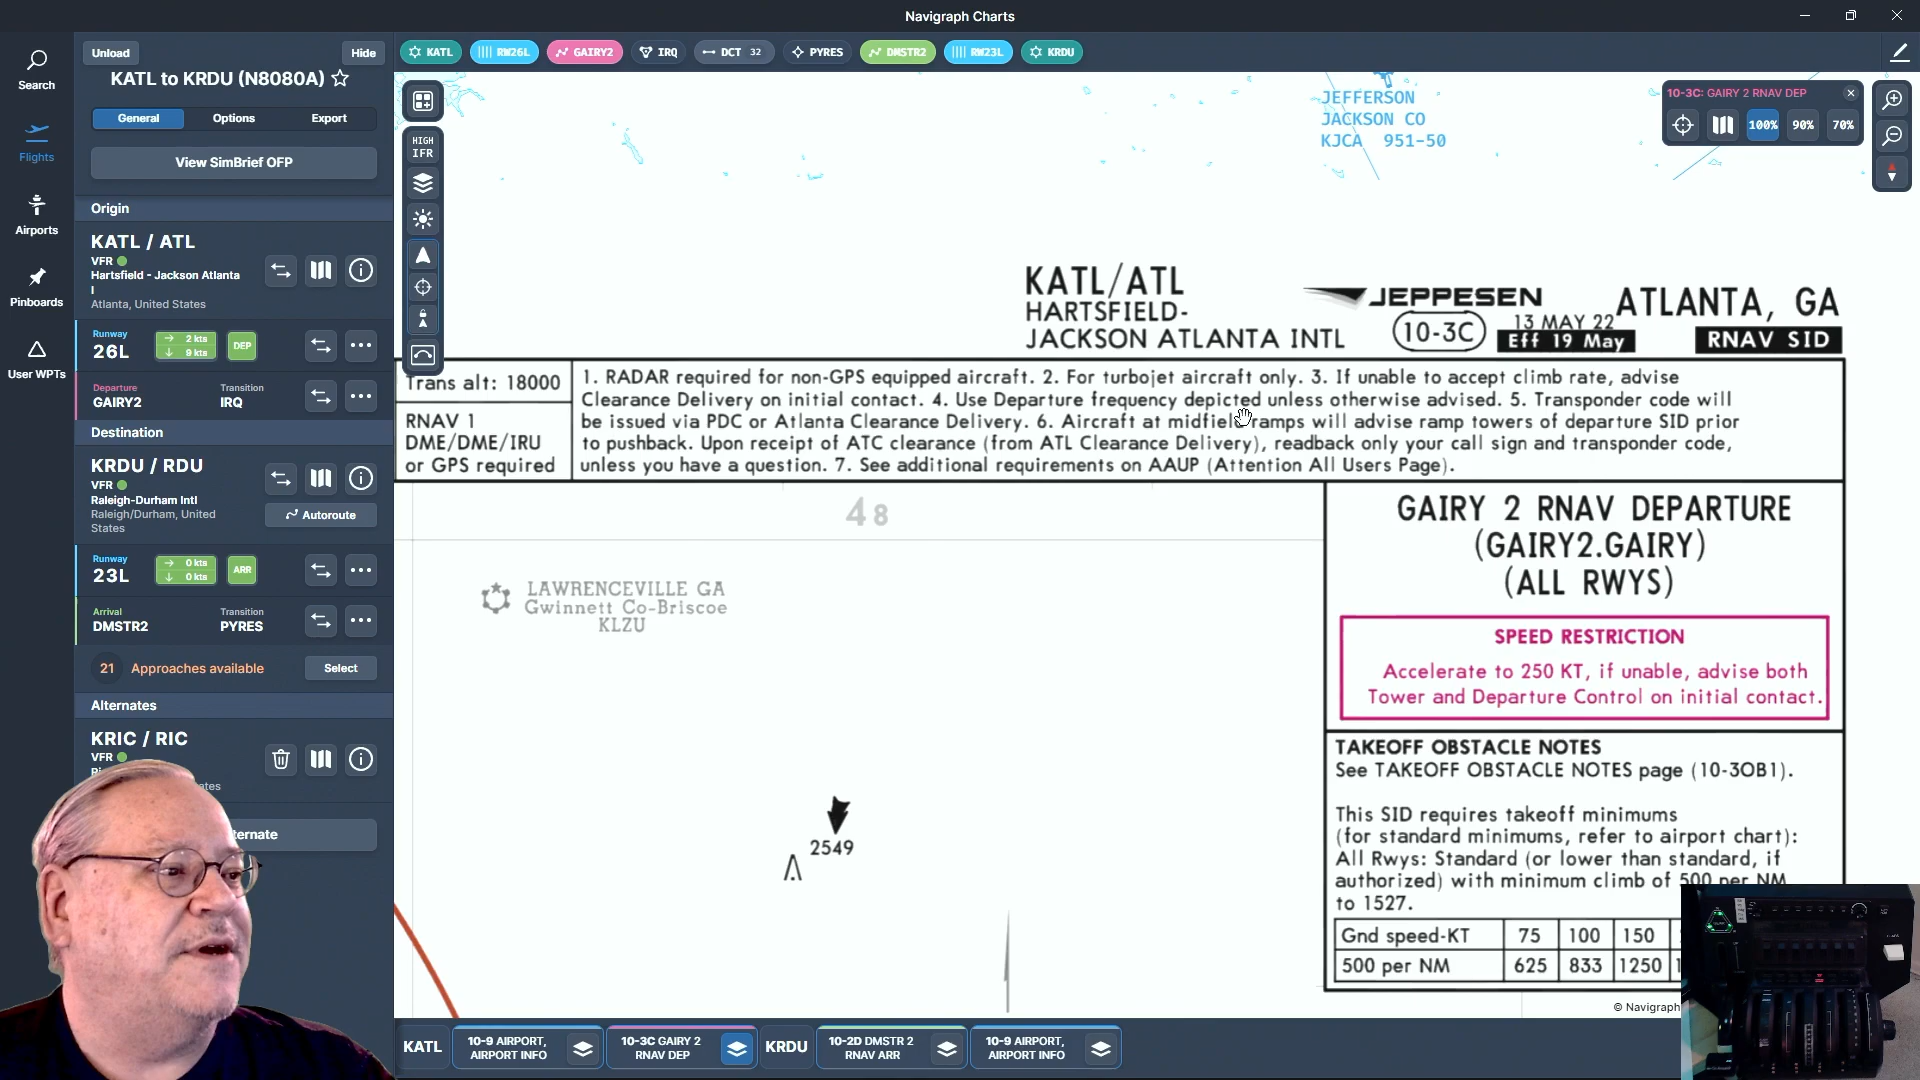 Navigraph Charts
Unload
Hide
KATL to KRDU (N8080A)
General
Options
Export
View SimBrief OFP
Search
Flights
Airports
Pinboards
User WPTS
Origin
KATL / ATL
VFR
Hartsfield - Jackson Atlanta
I
Atlanta, United States
Runway
26L
2 kts
9 kts
DEP
Departure
GAIRY2
Transition
IRQ
Destination
KRDU / RDU
VFR
Raleigh-Durham Intl
Raleigh/Durham, United
States
Autoroute
Runway
23L
0 kts
0 kts
ARR
Arrival
DMSTR2
Transition
PYRES
21 Approaches available
Select
Alternates
KRIC / RIC
VFR
KATL
RW26L
GAIRY2
IRQ
DCT 32
PYRES
DMSTR2
RW23L
KRDU
HIGH
IFR
JEFFERSON
JACKSON CO
KJCA 951-50
10-3C: GAIRY 2 RNAV DEP
100%
90%
70%
KATL/ATL
HARTSFIELD-
JACKSON ATLANTA INTL
JEPPESEN
10-3C
13 MAY 22
Eff 19 May
ATLANTA, GA
RNAV SID
Trans alt: 18000
RNAV 1
DME/DME/IRU
or GPS required
1. RADAR required for non-GPS equipped aircraft. 2. For turbojet aircraft only. 3. If unable to accept climb rate, advise
Clearance Delivery on initial contact. 4. Use Departure frequency depicted unless otherwise advised. 5. Transponder code will
be issued via PDC or Atlanta Clearance Delivery. 6. Aircraft at midfield ramps will advise ramp towers of departure SID prior
to pushback. Upon receipt of ATC clearance (from ATL Clearance Delivery), readback only your call sign and transponder code,
unless you have a question. 7. See additional requirements on AAUP (Attention All Users Page).
48
LAWRENCEVILLE GA
Gwinnett Co-Briscoe
KLZU
2549
GAIRY 2 RNAV DEPARTURE
(GAIRY2.GAIRY)
(ALL RWYS)
SPEED RESTRICTION
Accelerate to 250 KT, if unable, advise both
Tower and Departure Control on initial contact.
TAKEOFF OBSTACLE NOTES
See TAKEOFF OBSTACLE NOTES page (10-3OB1).
This SID requires takeoff minimums
(for standard minimums, refer to airport chart):
All Rwys: Standard (or lower than standard, if
authorized) with minimum climb of 500 per NM
to 1527.
Gnd speed-KT 75 100 150
500 per NM 625 833 1250
© Navigraph
KATL
10-9 AIRPORT,
AIRPORT INFO
10-3C GAIRY 2
RNAV DEP
KRDU
10-2D DMSTR 2
RNAV ARR
10-9 AIRPORT,
AIRPORT INFO